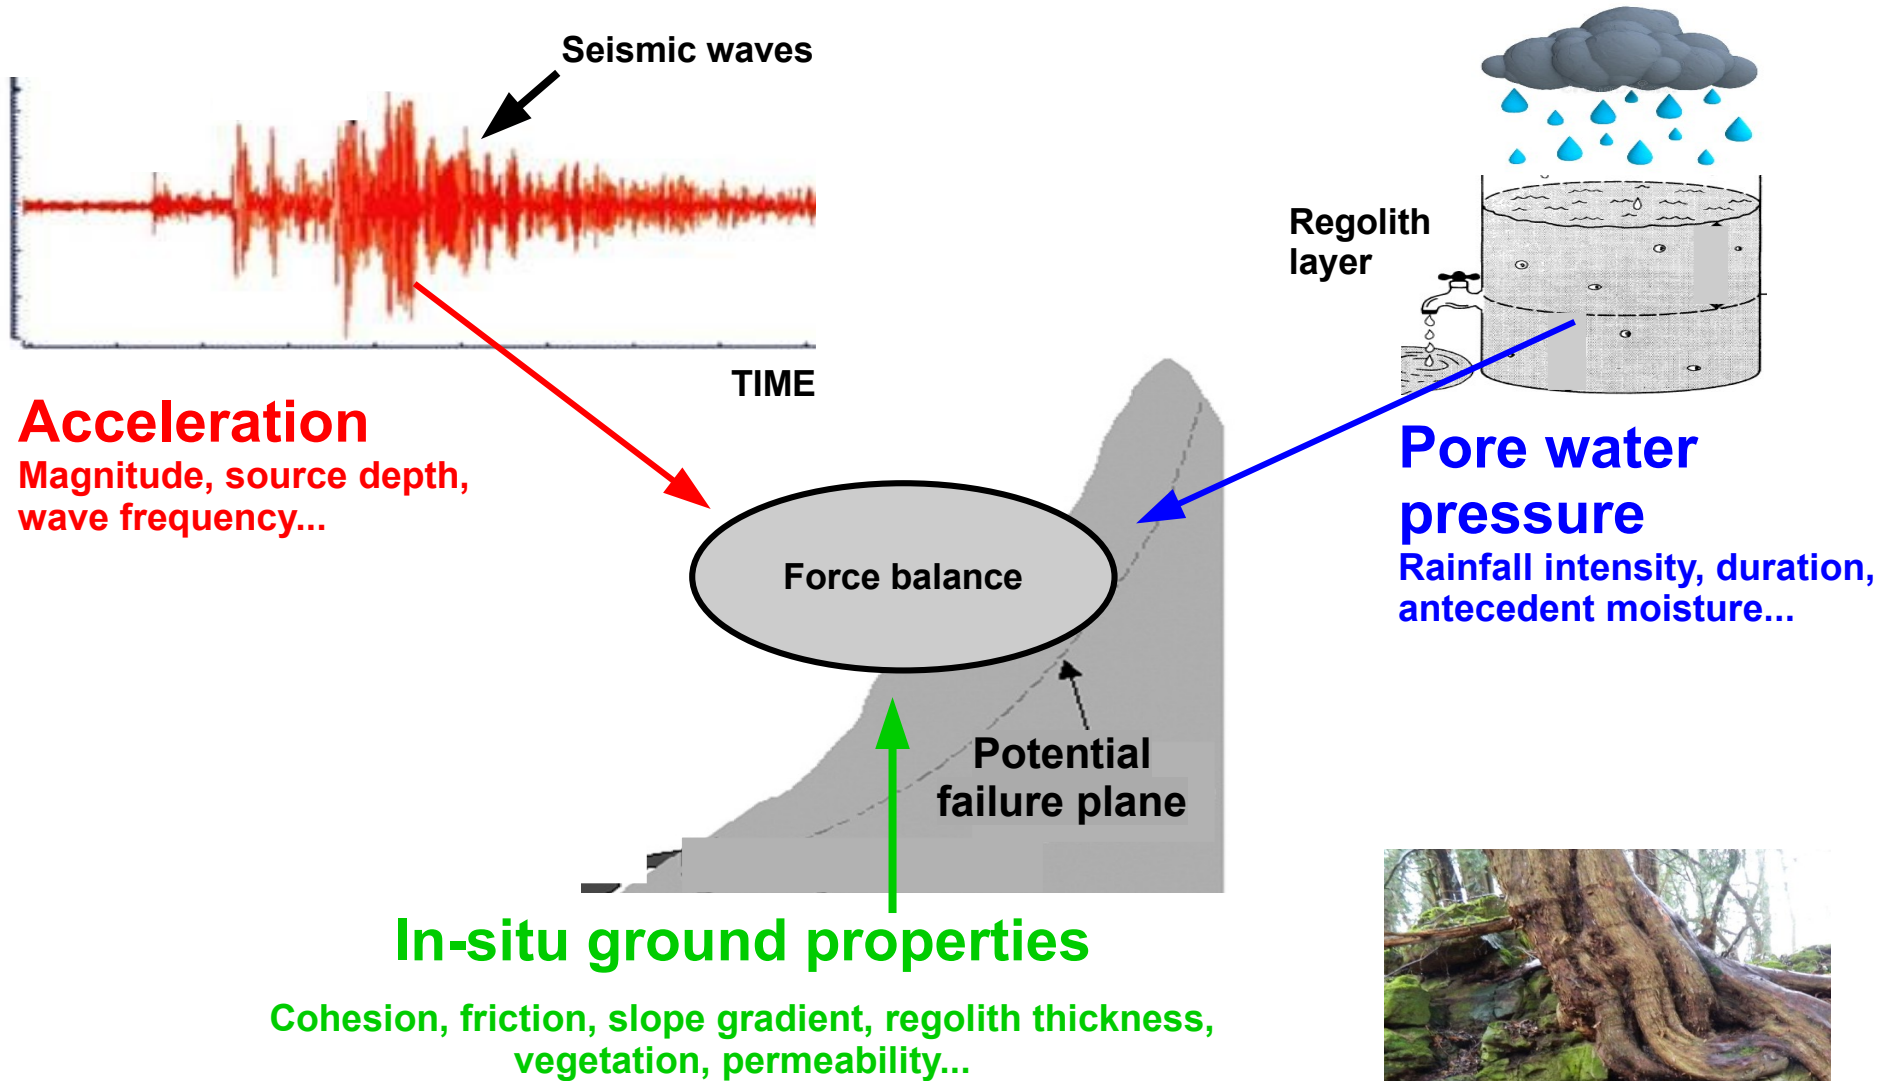 Seismic waves
TIME
Acceleration
Magnitude, source depth,
wave frequency...
Regolith
layer
Pore water
pressure
Rainfall intensity, duration,
antecedent moisture...
Force balance
Potential
failure plane
In-situ ground properties
Cohesion, friction, slope gradient, regolith thickness,
vegetation, permeability...